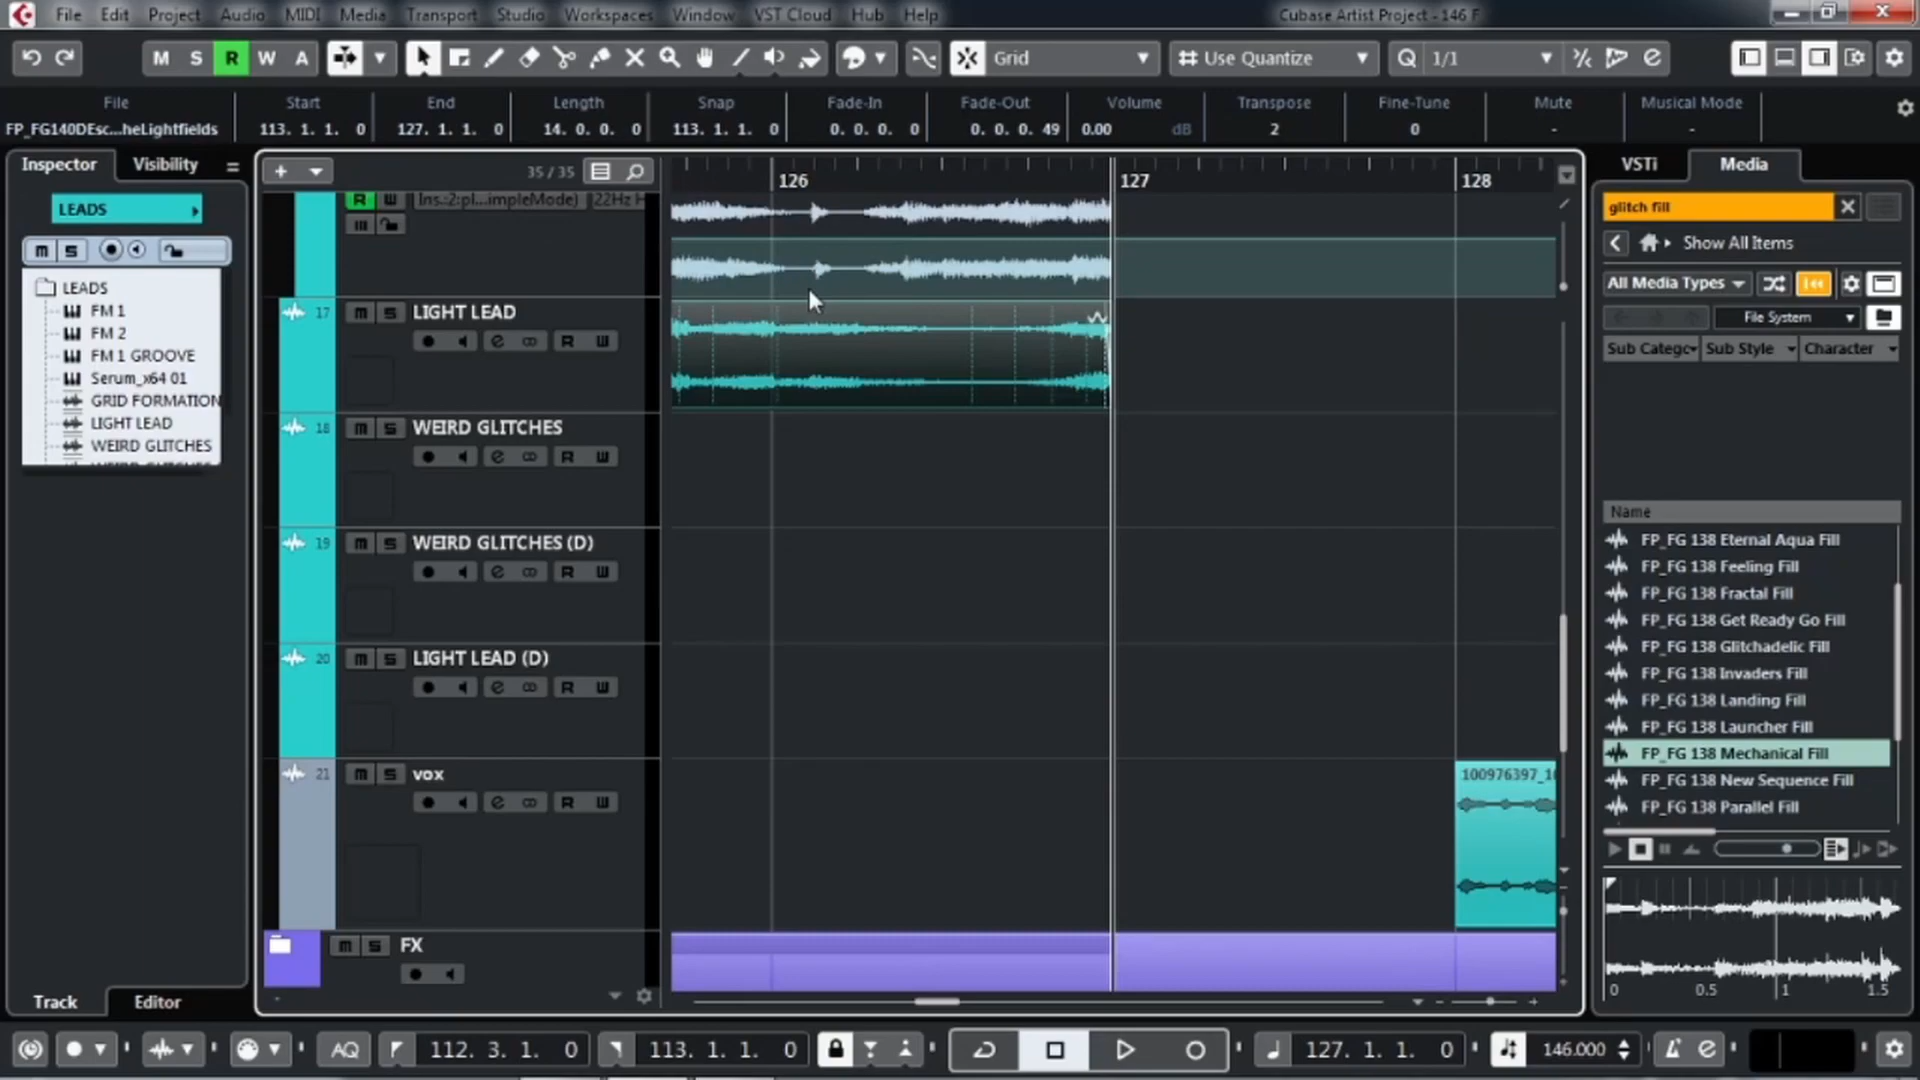 File Edit Project Audio MIDI Media Transport Studio Workspaces Window VST Cloud Hub Help Cubase Artist Project - 146 F
M S R W A Grid # Use Quantize Q 1/1
File Start End Length Snap Fade-In Fade-Out Volume Transpose Fine-Tune Mute Musical Mode
FP_FG140DEsc...heLightfields 113. 1. 1. 0 127. 1. 1. 0 14. 0. 0. 0 113. 1. 1. 0 0. 0. 0. 0 0. 0. 0. 49 0.00 dB 2 0 - -
Inspector Visibility
+ 35 / 35
126 127 128
VSTi Media
LEADS
glitch fill
m S
Show All Items
All Media Types
File System
Sub Catego Sub Style Character
LEADS
FM 1
FM 2
FM 1 GROOVE
Serum_x64 01
GRID FORMATION
LIGHT LEAD
WEIRD GLITCHES
R W Ins.:2:pl...impleMode) 22Hz H
17 m S LIGHT LEAD
e R W
18 m S WEIRD GLITCHES
e R W
19 m S WEIRD GLITCHES (D)
e R W
20 m S LIGHT LEAD (D)
e R W
21 m S vox
e R W
100976397_1
m S FX
Name
FP_FG 138 Eternal Aqua Fill
FP_FG 138 Feeling Fill
FP_FG 138 Fractal Fill
FP_FG 138 Get Ready Go Fill
FP_FG 138 Glitchadelic Fill
FP_FG 138 Invaders Fill
FP_FG 138 Landing Fill
FP_FG 138 Launcher Fill
FP_FG 138 Mechanical Fill
FP_FG 138 New Sequence Fill
FP_FG 138 Parallel Fill
0 0.5 1 1.5
Track Editor
AQ 112. 3. 1. 0 113. 1. 1. 0 127. 1. 1. 0 146.000